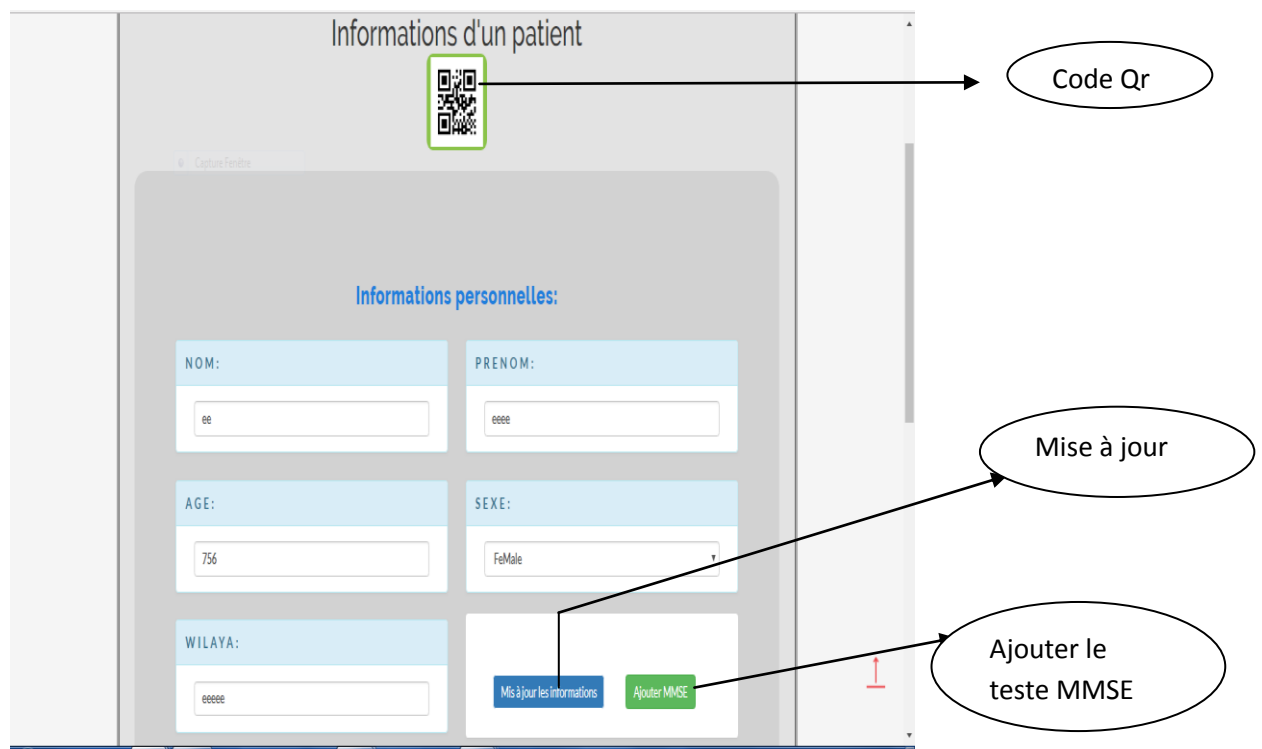 Informations d'un patient
Code Qr
Capture Fenêtre
Informations personnelles:
NOM:
PRENOM:
ee
eeee
Mise à jour
AGE:
SEXE:
756
FeMale
WILAYA:
Ajouter le
teste MMSE
eeeee
Mis à jour les informations
Ajouter MMSE